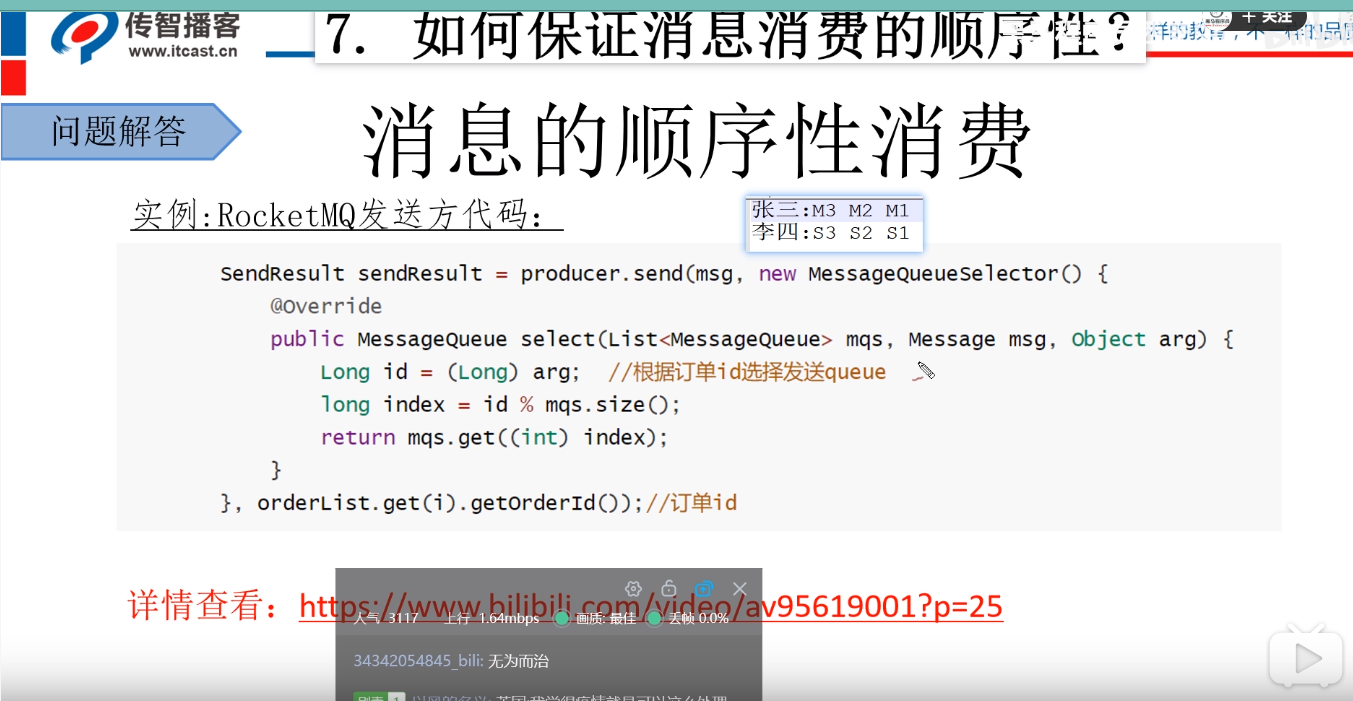 传智播客
www.itcast.cn
7. 如何保证消息消费的顺序性?
+ 关注
问题解答
消息的顺序性消费
实例:RocketMQ发送方代码:
张三:M3 M2 M1
李四:S3 S2 S1
SendResult sendResult = producer.send(msg, new MessageQueueSelector() {
@Override
public MessageQueue select(List<MessageQueue> mqs, Message msg, Object arg) {
Long id = (Long) arg; //根据订单id选择发送queue
long index = id % mqs.size();
return mqs.get((int) index);
}
}, orderList.get(i).getOrderId());//订单id
详情查看: https://www.bilibili.com/video/av95619001?p=25
人气 3117 上行 1.64mbps 画质: 最佳 丢帧 0.0%
34342054845_bili: 无为而治